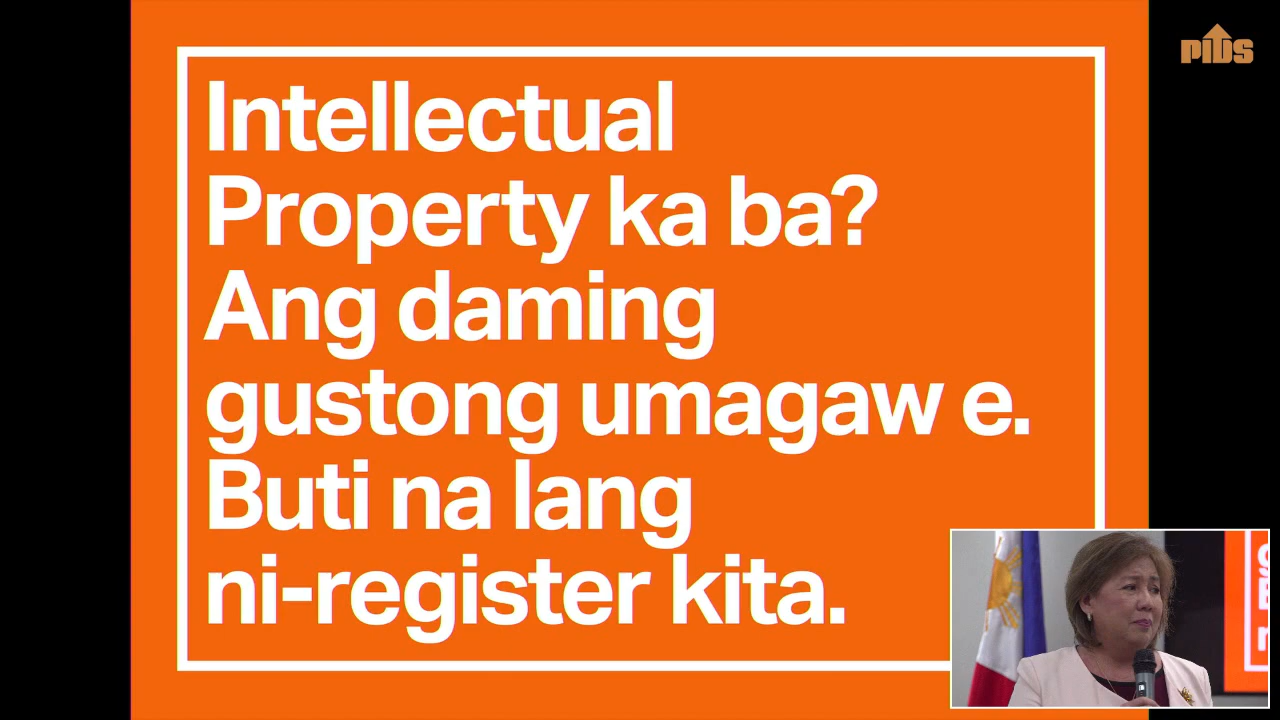 PIDS
Intellectual
Property ka ba?
Ang daming
gustong umagaw e.
Buti na lang
ni-register kita.